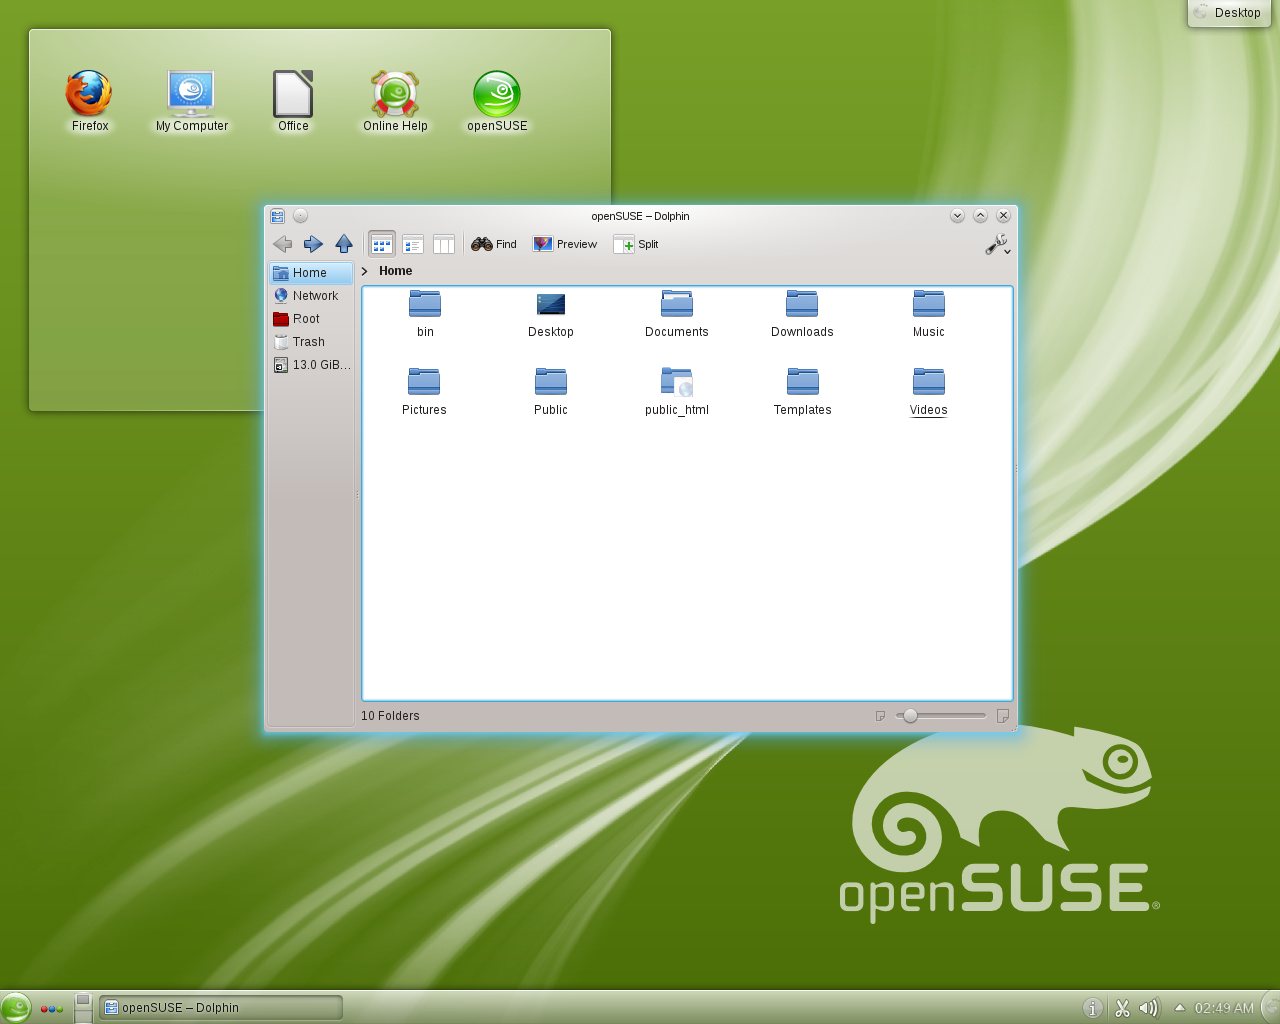 Desktop
Firefox
My Computer
Office
Online Help
openSUSE
openSUSE – Dolphin
Find
Preview
Split
Home
Network
Root
Trash
13.0 GiB...
Home
bin
Desktop
Documents
Downloads
Music
Pictures
Public
public_html
Templates
Videos
10 Folders
openSUSE®
openSUSE – Dolphin
02:49 AM